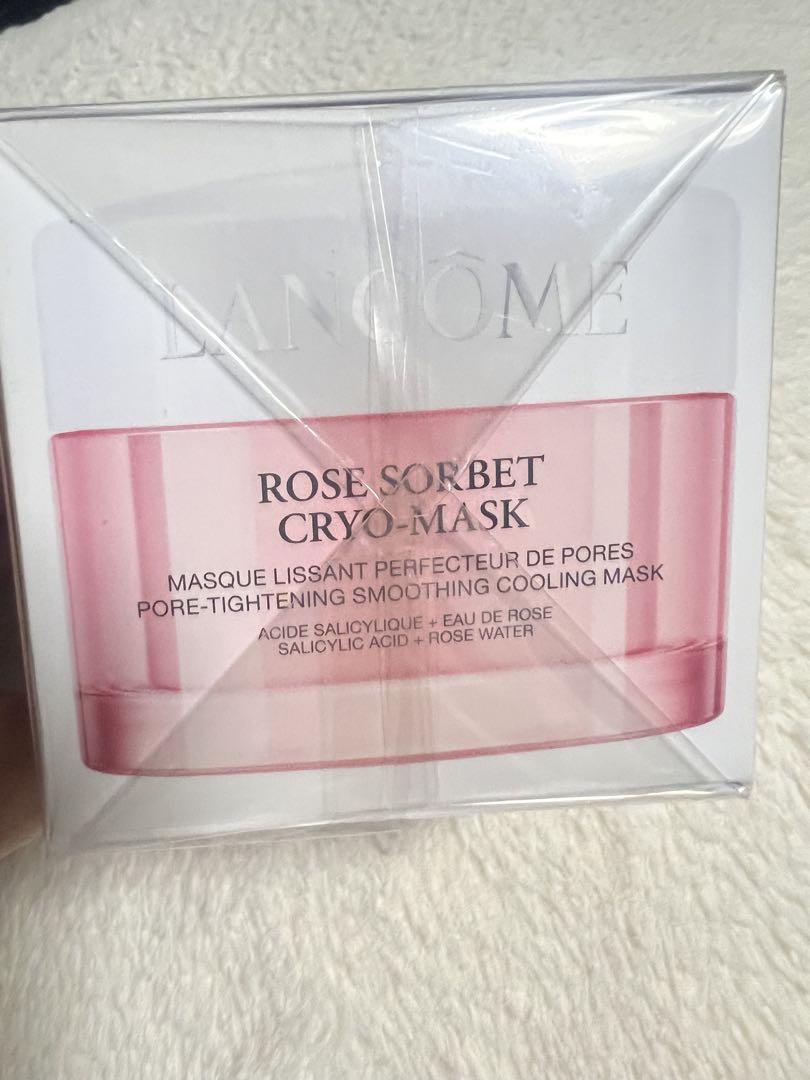 LANCÔME
ROSE SORBET
CRYO-MASK
MASQUE LISSANT PERFECTEUR DE PORES
PORE-TIGHTENING SMOOTHING COOLING MASK
ACIDE SALICYLIQUE + EAU DE ROSE
SALICYLIC ACID + ROSE WATER